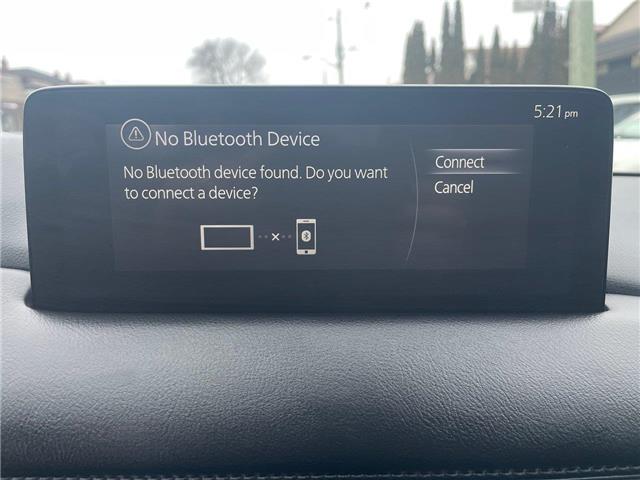 5:21 pm
No Bluetooth Device
No Bluetooth device found. Do you want
to connect a device?
Connect
Cancel